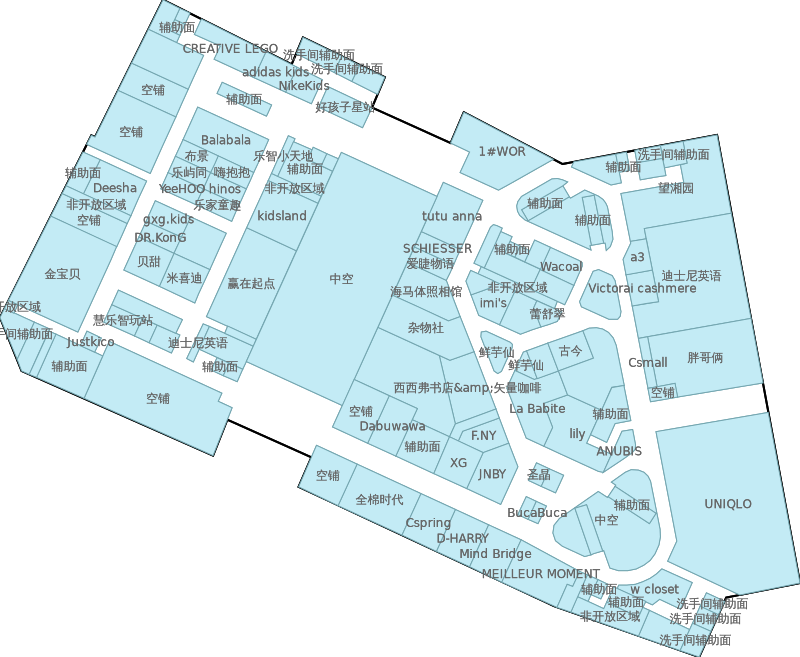 辅助面
CREATIVE LEGO
洗手间辅助面
洗手间辅助面
adidas kids
NikeKids
空铺
辅助面
好孩子星站
空铺
Balabala
乐智小天地
1#WOR
洗手间辅助面
布景
辅助面
辅助面
乐屿同
嗨抱抱
辅助面
Deesha
YeeHOO
hinos
非开放区域
望湘园
非开放区域
乐家童趣
辅助面
空铺
gxg.kids
kidsland
tutu anna
辅助面
DR.KonG
SCHIESSER
辅助面
a3
贝甜
爱睫物语
Wacoal
金宝贝
米喜迪
赢在起点
中空
海马体照相馆
非开放区域
Victorai cashmere
迪士尼英语
imi's
开放区域
慧乐智玩站
杂物社
蕾舒翠
间辅助面
Justkico
迪士尼英语
鲜芋仙
古今
胖哥俩
辅助面
辅助面
鲜芋仙
Csmall
空铺
西西弗书店&amp;矢量咖啡
空铺
空铺
La Babite
辅助面
Dabuwawa
F.NY
lily
辅助面
ANUBIS
XG
空铺
JNBY
圣晶
全棉时代
UNIQLO
辅助面
Cspring
BucaBuca
中空
D-HARRY
Mind Bridge
MEILLEUR MOMENT
辅助面
w closet
辅助面
洗手间辅助面
非开放区域
洗手间辅助面
洗手间辅助面